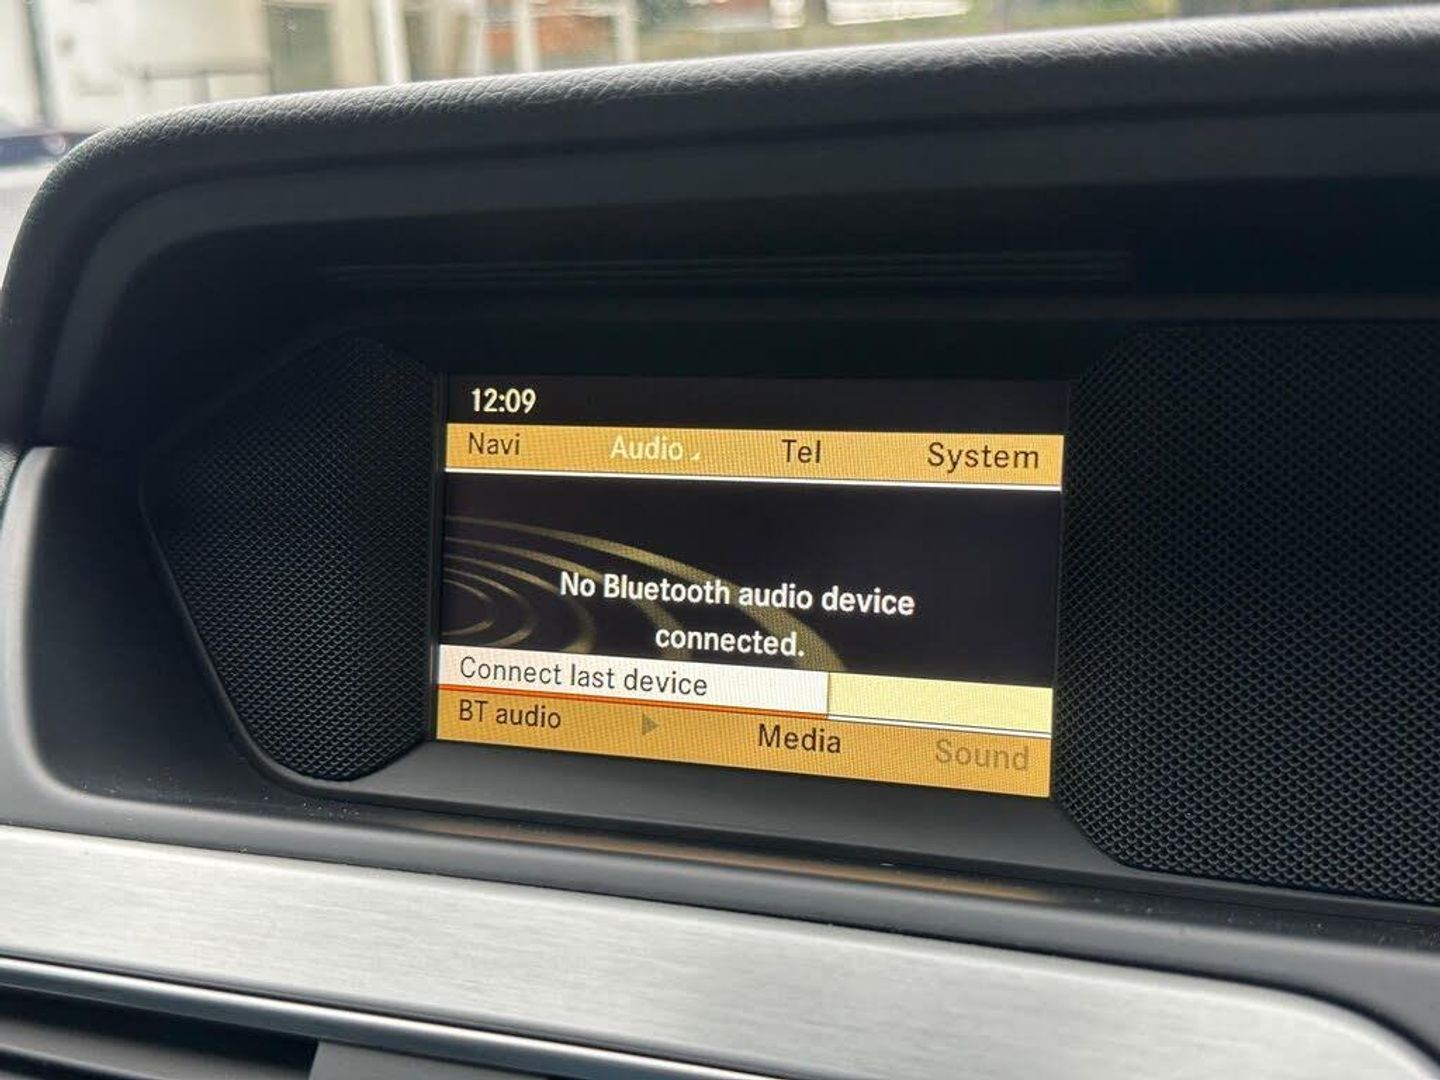 12:09
Navi Audio Tel System
No Bluetooth audio device
connected.
Connect last device
BT audio Media Sound